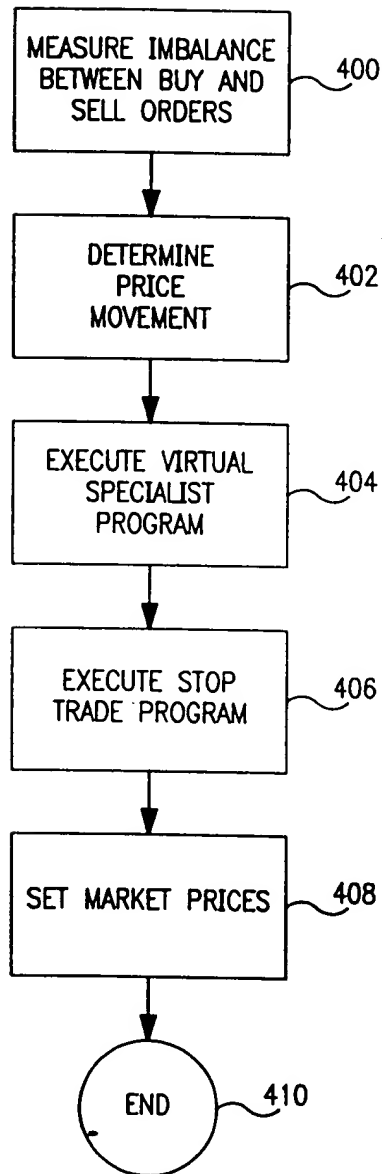 MEASURE IMBALANCE
BETWEEN BUY AND
SELL ORDERS
400
DETERMINE
PRICE
MOVEMENT
402
EXECUTE VIRTUAL
SPECIALIST
PROGRAM
404
EXECUTE STOP
TRADE PROGRAM
406
SET MARKET PRICES
408
END
410